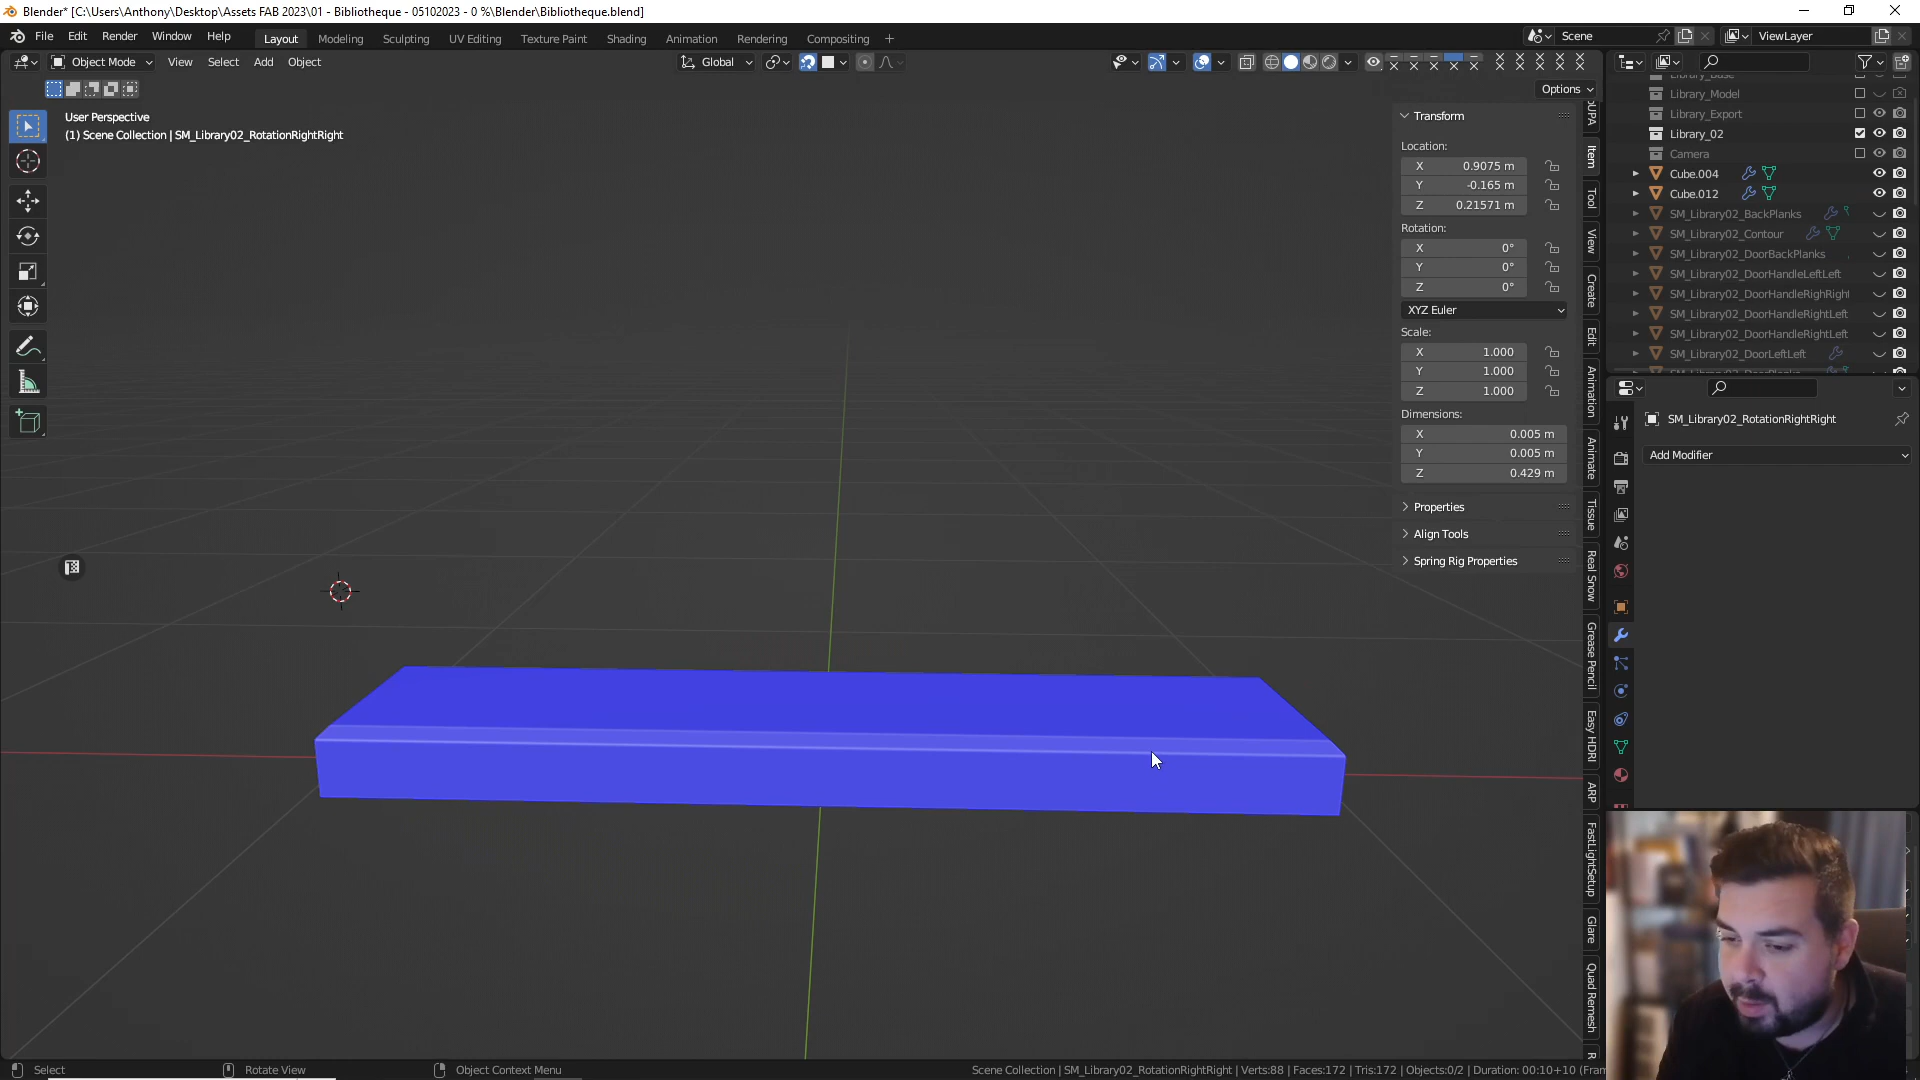 Blender* [C:\Users\Anthony\Desktop\Assets FAB 2023\01 - Bibliotheque - 05102023 - 0 %\Blender\Bibliotheque.blend]
File Edit Render Window Help Layout Modeling Sculpting UV Editing Texture Paint Shading Animation Rendering Compositing + Scene ViewLayer
Object Mode View Select Add Object Global
Options
User Perspective
(1) Scene Collection | SM_Library02_RotationRightRight
Transform
Location:
X 0.9075 m
Y -0.165 m
Z 0.21571 m
Rotation:
X 0°
Y 0°
Z 0°
XYZ Euler
Scale:
X 1.000
Y 1.000
Z 1.000
Dimensions:
X 0.005 m
Y 0.005 m
Z 0.429 m
Properties
Align Tools
Spring Rig Properties
Item
Tool
View
Create
Edit
Animation
Animate
Tissue
Real Snow
Grease Pencil
Easy HDRI
ARP
FastLightSetup
Glare
Quad Remesh
Library_Model
Library_Export
Library_02
Camera
Cube.004
Cube.012
SM_Library02_BackPlanks
SM_Library02_Contour
SM_Library02_DoorBackPlanks
SM_Library02_DoorHandleLeftLeft
SM_Library02_DoorHandleRighRight
SM_Library02_DoorHandleRightLeft
SM_Library02_DoorHandleRightLeft
SM_Library02_DoorLeftLeft
SM_Library02_RotationRightRight
Add Modifier
Select Rotate View Object Context Menu
Scene Collection | SM_Library02_RotationRightRight | Verts:88 | Faces:172 | Tris:172 | Objects:0/2 | Duration: 00:10+10 (Fram